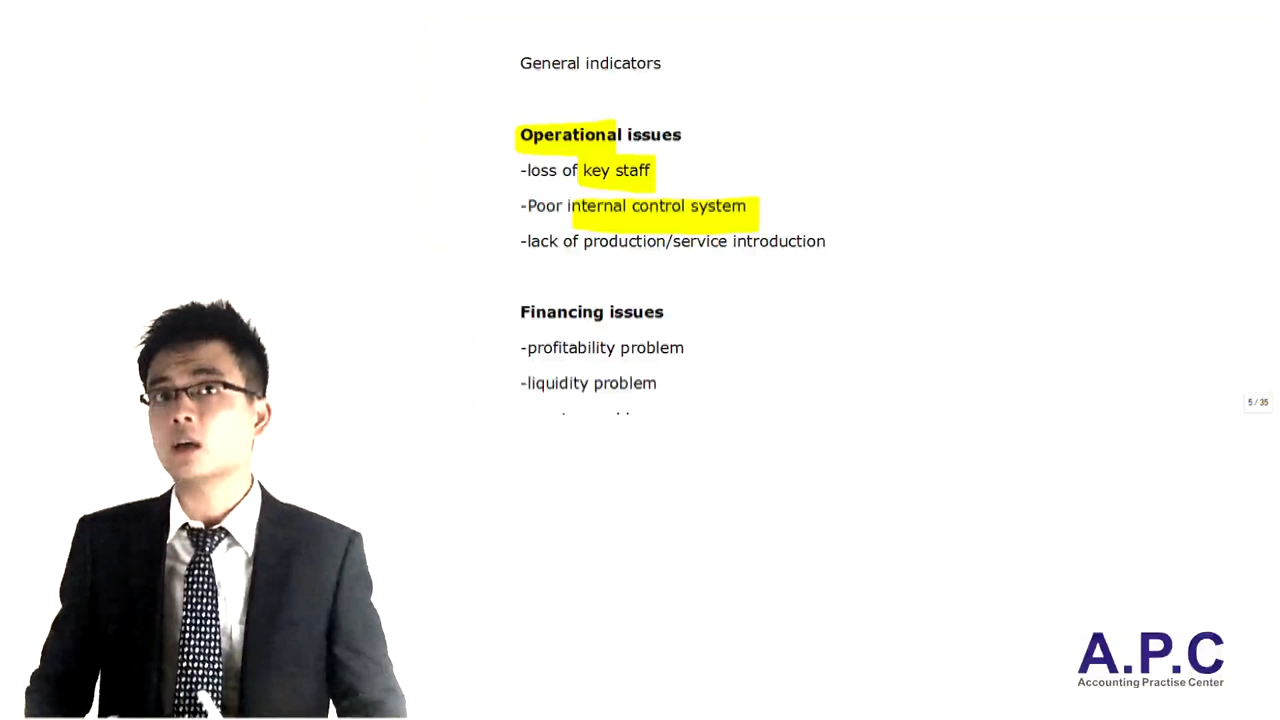 General indicators
Operational issues
-loss of key staff
-Poor internal control system
-lack of production/service introduction
Financing issues
-profitability problem
-liquidity problem
5 / 35
A.P.C
Accounting Practise Center